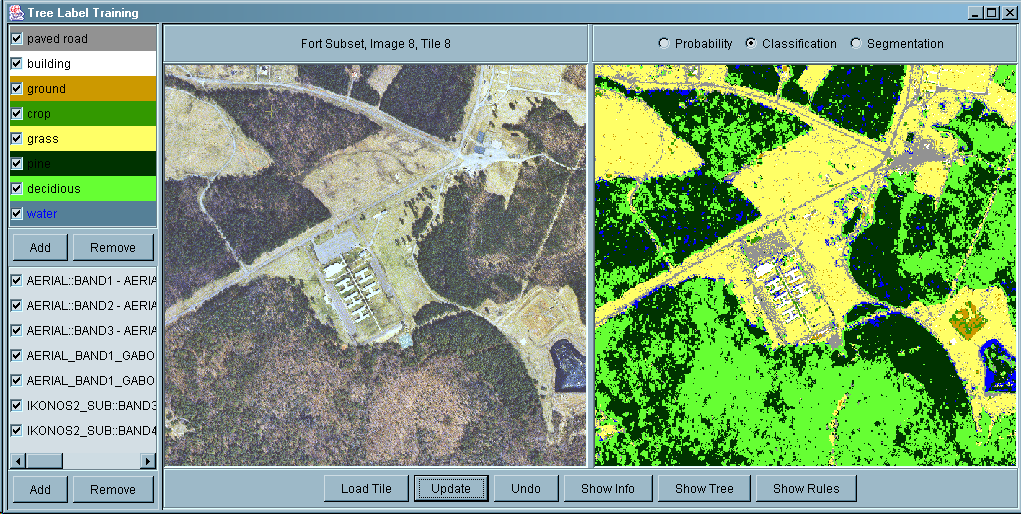 Tree Label Training
paved road
building
ground
crop
grass
pine
decidious
water
Add Remove
AERIAL::BAND1 - AERIA
AERIAL::BAND2 - AERIA
AERIAL::BAND3 - AERIA
AERIAL_BAND1_GABO
AERIAL_BAND1_GABO
IKONOS2_SUB::BAND3
IKONOS2_SUB::BAND4
Add Remove
Fort Subset, Image 8, Tile 8
Probability Classification Segmentation
Load Tile Update Undo Show Info Show Tree Show Rules